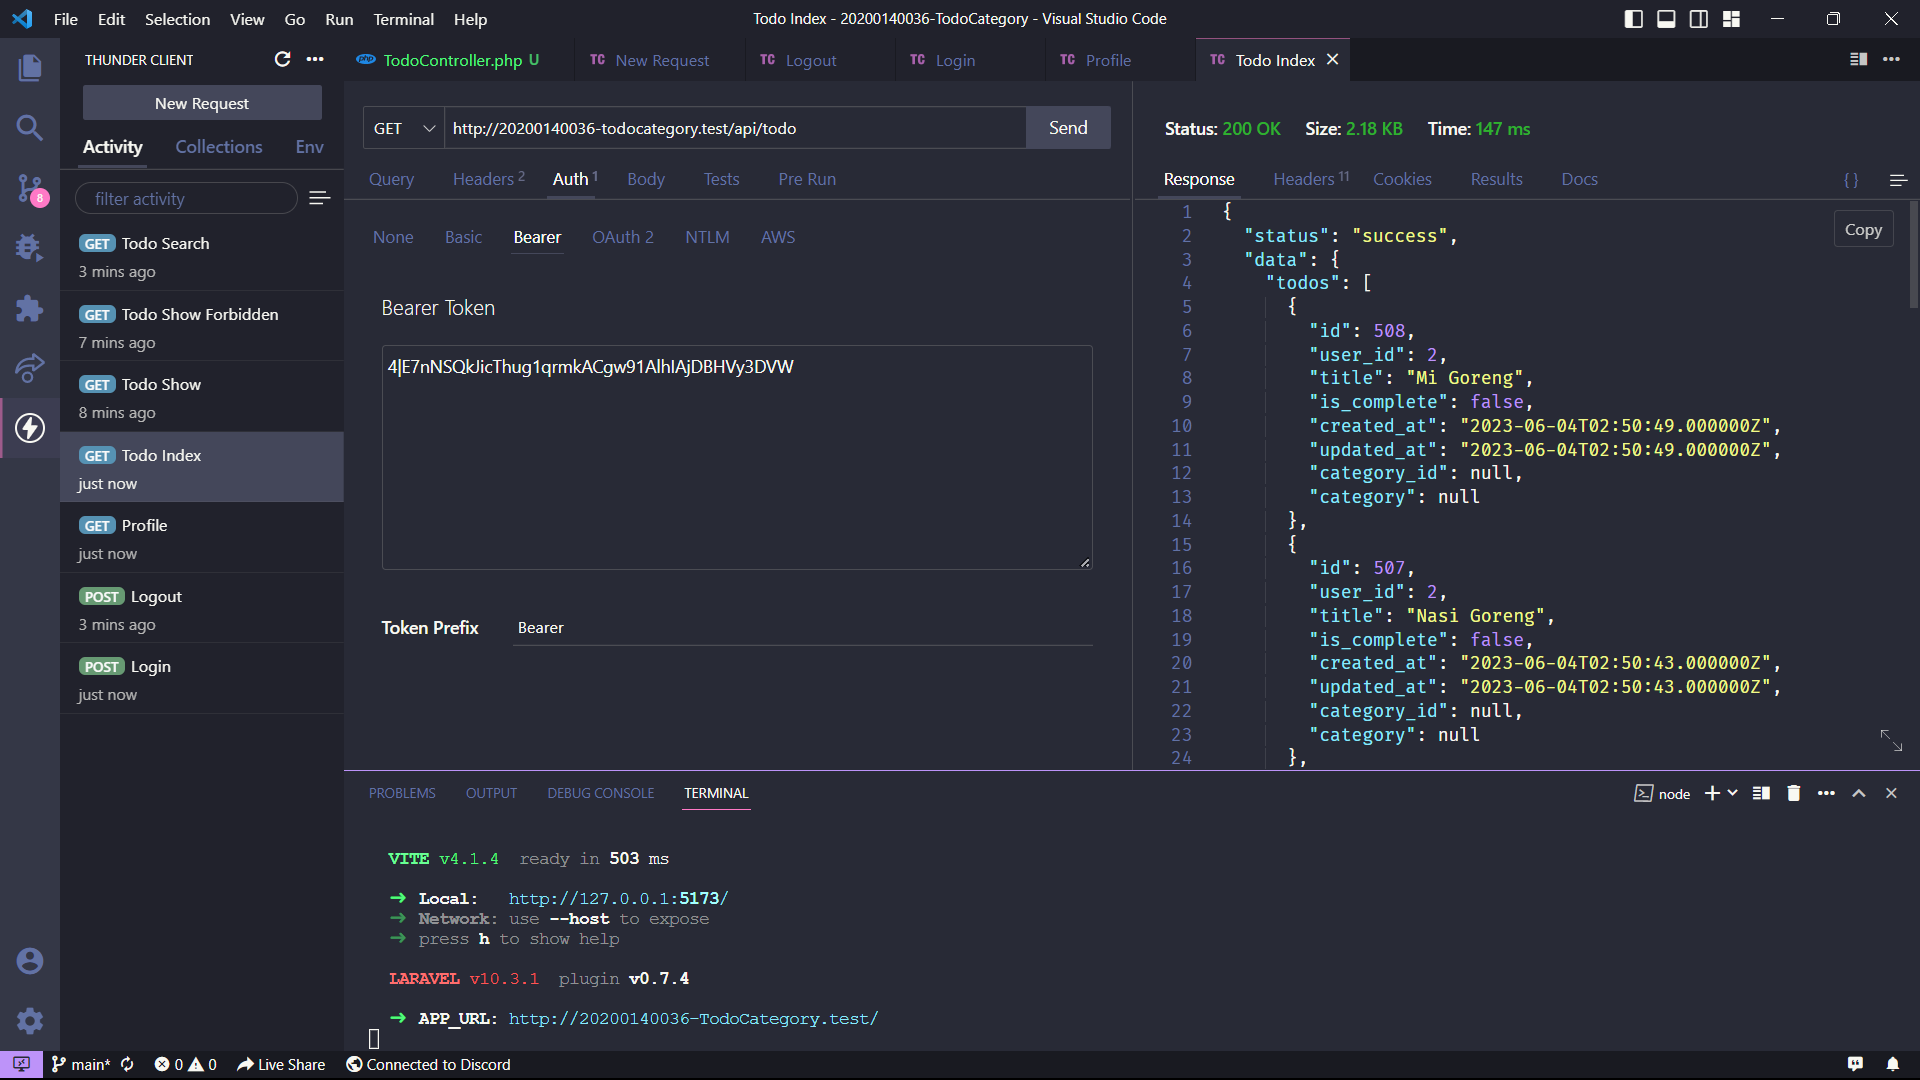 File Edit Selection View Go Run Terminal Help
Todo Index - 20200140036-TodoCategory - Visual Studio Code
THUNDER CLIENT
New Request
Activity Collections Env
filter activity
GET Todo Search
3 mins ago
GET Todo Show Forbidden
7 mins ago
GET Todo Show
8 mins ago
GET Todo Index
just now
GET Profile
just now
POST Logout
3 mins ago
POST Login
just now
8
php TodoController.php U
TC New Request
TC Logout
TC Login
TC Profile
TC Todo Index
GET http://20200140036-todocategory.test/api/todo Send
Query Headers 2 Auth 1 Body Tests Pre Run
None Basic Bearer OAuth 2 NTLM AWS
Bearer Token
4|E7nNSQkJicThug1qrmkACgw91AlhIAjDBHVy3DVW
Token Prefix Bearer
Status: 200 OK Size: 2.18 KB Time: 147 ms
Response Headers 11 Cookies Results Docs { }
Copy
1 {
2 "status": "success",
3 "data": {
4 "todos": [
5 {
6 "id": 508,
7 "user_id": 2,
8 "title": "Mi Goreng",
9 "is_complete": false,
10 "created_at": "2023-06-04T02:50:49.000000Z",
11 "updated_at": "2023-06-04T02:50:49.000000Z",
12 "category_id": null,
13 "category": null
14 },
15 {
16 "id": 507,
17 "user_id": 2,
18 "title": "Nasi Goreng",
19 "is_complete": false,
20 "created_at": "2023-06-04T02:50:43.000000Z",
21 "updated_at": "2023-06-04T02:50:43.000000Z",
22 "category_id": null,
23 "category": null
24 },
PROBLEMS OUTPUT DEBUG CONSOLE TERMINAL
node
VITE v4.1.4 ready in 503 ms
➜ Local: http://127.0.0.1:5173/
➜ Network: use --host to expose
➜ press h to show help
LARAVEL v10.3.1 plugin v0.7.4
➜ APP_URL: http://20200140036-TodoCategory.test/
main* 0 0 Live Share Connected to Discord